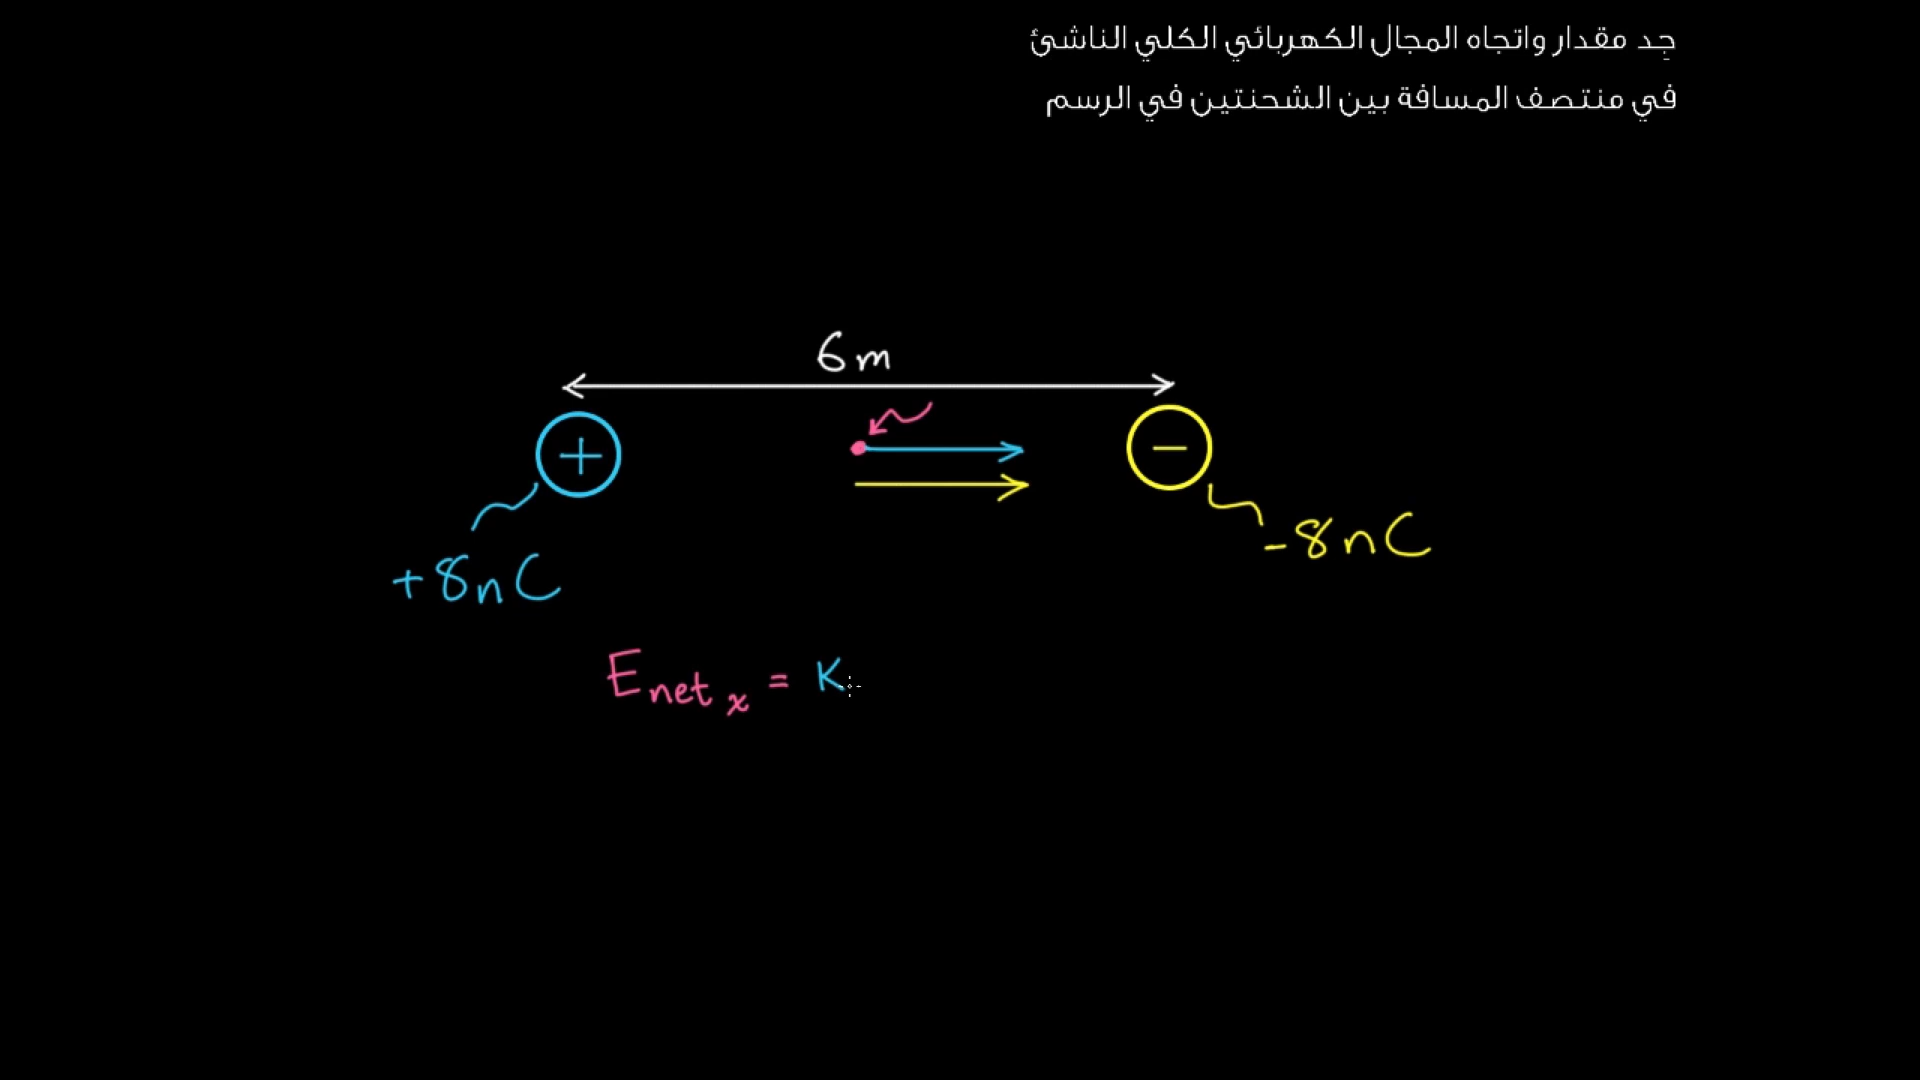 جِد مقدار واتجاه المجال الكهربائي الكلي الناشئ
في منتصف المسافة بين الشحنتين في الرسم
6m
+
−
+8nC
-8nC
E net x = K